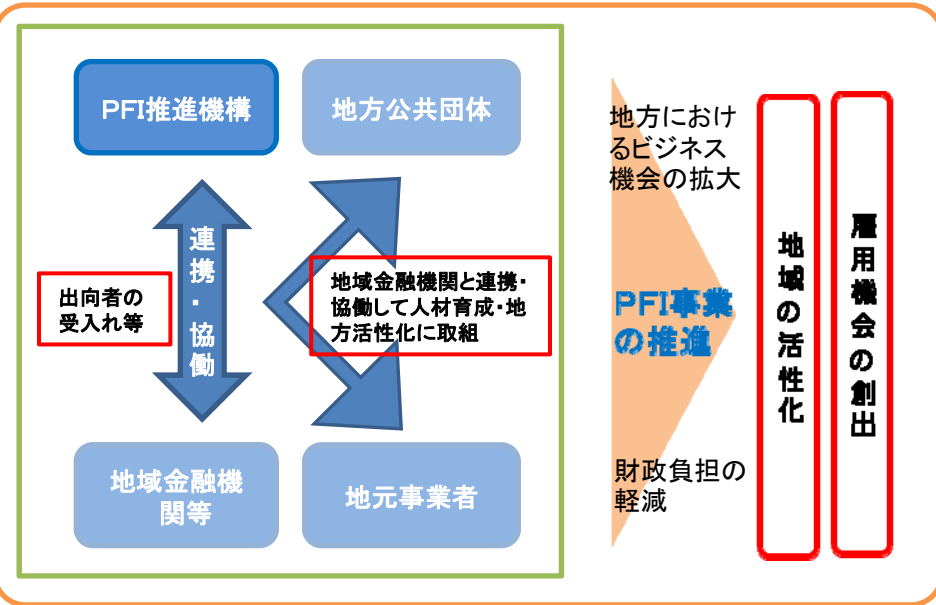 PFI推進機構
地方公共団体
連携・協働
出向者の
受入れ等
地域金融機関と連携・
協働して人材育成・地
方活性化に取組
地域金融機
関等
地元事業者
地方におけ
るビジネス
機会の拡大
PFI事業
の推進
財政負担の
軽減
地域の活性化
雇用機会の創出